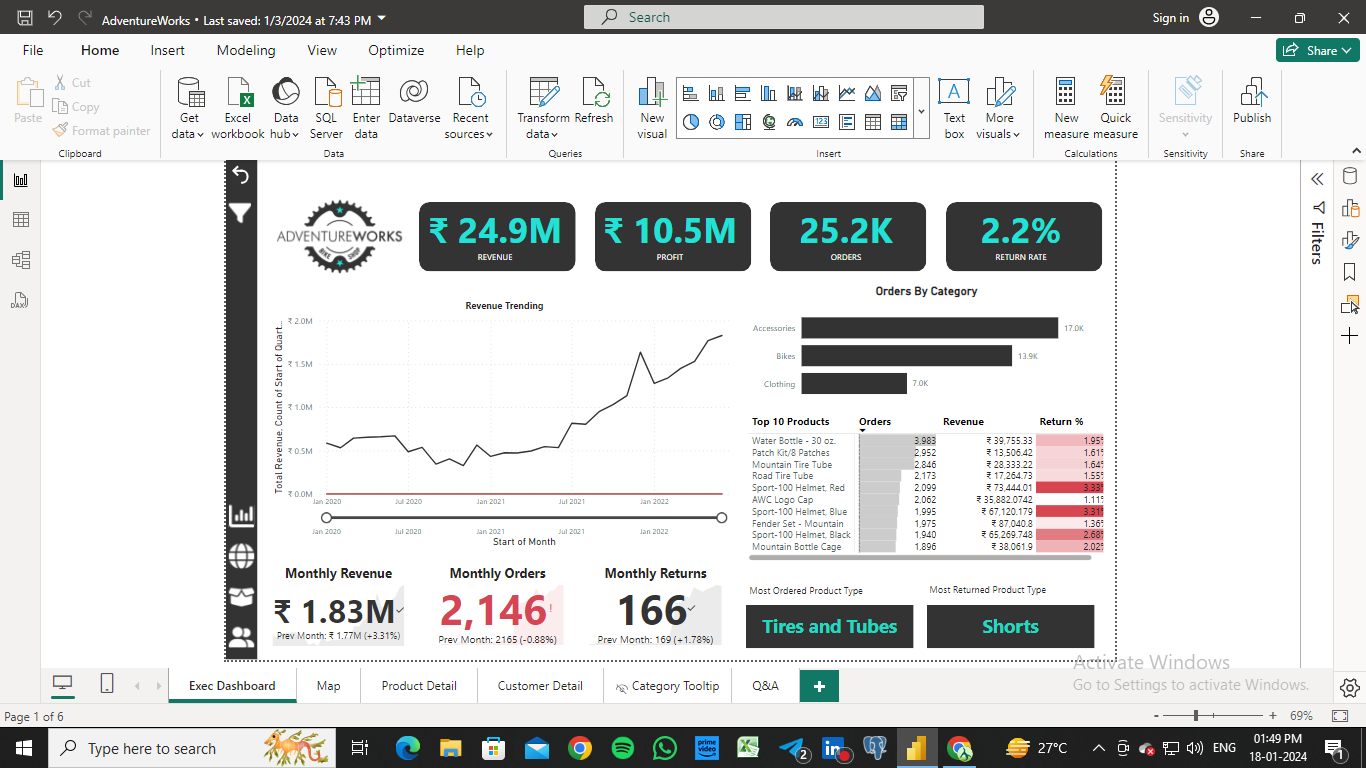 AdventureWorks • Last saved: 1/3/2024 at 7:43 PM
Search
Sign in
File Home Insert Modeling View Optimize Help
Share
Paste
Cut
Copy
Format painter
Clipboard
Get data
Excel workbook
Data hub
SQL Server
Enter data
Dataverse
Recent sources
Data
Transform data
Refresh
Queries
New visual
Text box
More visuals
Insert
New measure
Quick measure
Calculations
Sensitivity
Sensitivity
Publish
Share
DAX
Filters
ADVENTUREWORKS
BIKE SHOP
₹ 24.9M
REVENUE
₹ 10.5M
PROFIT
25.2K
ORDERS
2.2%
RETURN RATE
Revenue Trending
Total Revenue, Count of Start of Quart...
₹ 2.0M
₹ 1.5M
₹ 1.0M
₹ 0.5M
₹ 0.0M
Jan 2020 Jul 2020 Jan 2021 Jul 2021 Jan 2022
Jan 2020 Jul 2020 Jan 2021 Jul 2021 Jan 2022
Start of Month
Orders By Category
Accessories 17.0K
Bikes 13.9K
Clothing 7.0K
Top 10 Products Orders Revenue Return %
Water Bottle - 30 oz. 3,983 ₹ 39,755.33 1.95
Patch Kit/8 Patches 2,952 ₹ 13,506.42 1.61
Mountain Tire Tube 2,846 ₹ 28,333.22 1.64
Road Tire Tube 2,173 ₹ 17,264.73 1.55
Sport-100 Helmet, Red 2,099 ₹ 73,444.01 3.33
AWC Logo Cap 2,062 ₹ 35,882.0742 1.11
Sport-100 Helmet, Blue 1,995 ₹ 67,120.179 3.31
Fender Set - Mountain 1,975 ₹ 87,040.8 1.36
Sport-100 Helmet, Black 1,940 ₹ 65,269.748 2.68
Mountain Bottle Cage 1,896 ₹ 38,061.9 2.02
Monthly Revenue
₹ 1.83M
Prev Month: ₹ 1.77M (+3.31%)
Monthly Orders
2,146!
Prev Month: 2165 (-0.88%)
Monthly Returns
166
Prev Month: 169 (+1.78%)
Most Ordered Product Type
Tires and Tubes
Most Returned Product Type
Shorts
Activate Windows
Go to Settings to activate Windows.
Exec Dashboard Map Product Detail Customer Detail Category Tooltip Q&A
Page 1 of 6
69%
Type here to search
prime video
2
27°C
ENG
01:49 PM
18-01-2024
1